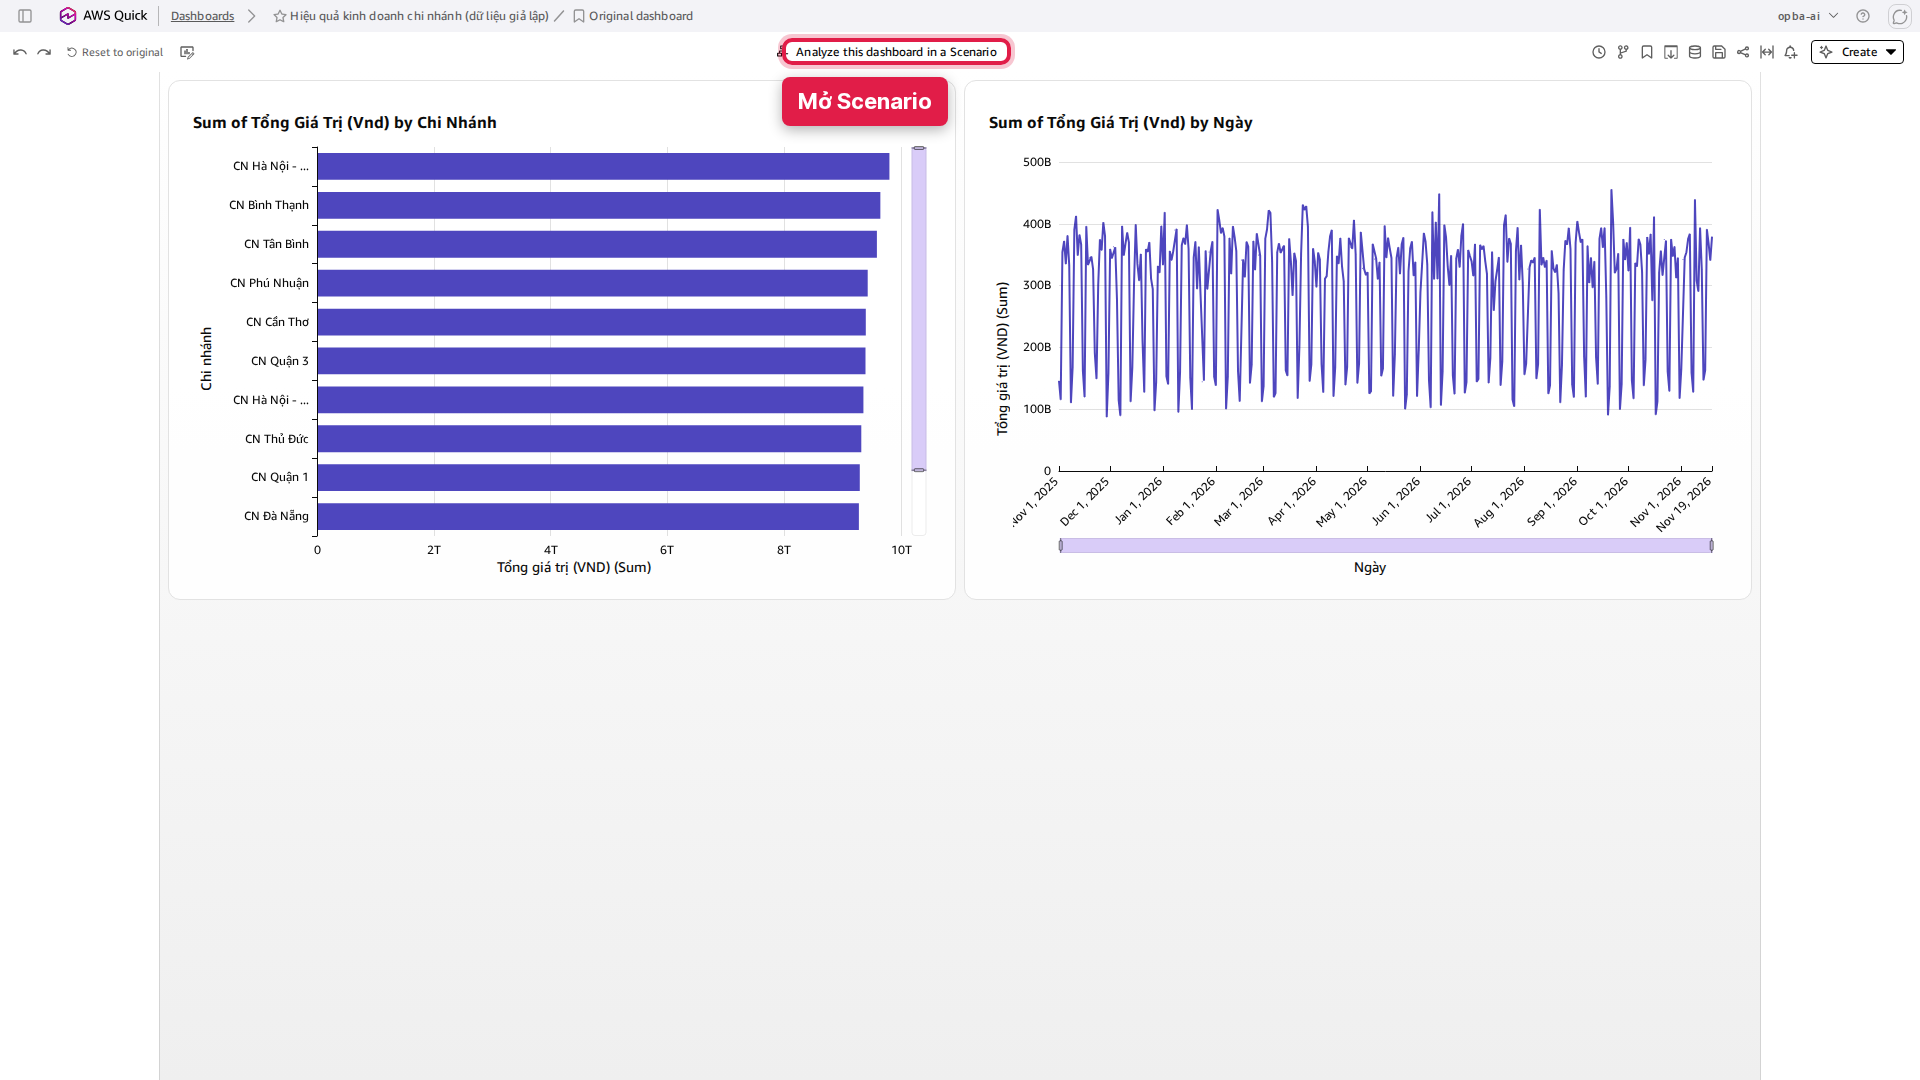 AWS Quick
Dashboards
Hiệu quả kinh doanh chi nhánh (dữ liệu giả lập)
Original dashboard
opba-ai
Reset to original
Analyze this dashboard in a Scenario
Create
Mở Scenario
Sum of Tổng Giá Trị (Vnd) by Chi Nhánh
Chi nhánh
CN Hà Nội - ...
CN Bình Thạnh
CN Tân Bình
CN Phú Nhuận
CN Cần Thơ
CN Quận 3
CN Hà Nội - ...
CN Thủ Đức
CN Quận 1
CN Đà Nẵng
0 2T 4T 6T 8T 10T
Tổng giá trị (VND) (Sum)
Sum of Tổng Giá Trị (Vnd) by Ngày
Tổng giá trị (VND) (Sum)
500B
400B
300B
200B
100B
0
Nov 1, 2025
Dec 1, 2025
Jan 1, 2026
Feb 1, 2026
Mar 1, 2026
Apr 1, 2026
May 1, 2026
Jun 1, 2026
Jul 1, 2026
Aug 1, 2026
Sep 1, 2026
Oct 1, 2026
Nov 1, 2026
Nov 19, 2026
Ngày